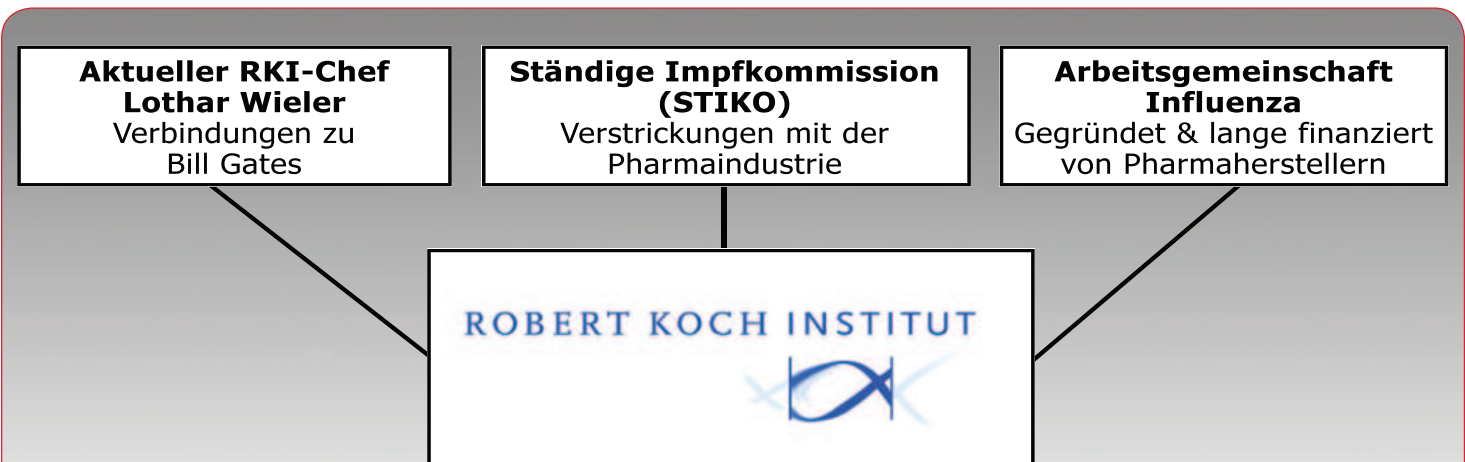 Aktueller RKI-Chef
Lothar Wieler
Verbindungen zu
Bill Gates
Ständige Impfkommission
(STIKO)
Verstrickungen mit der
Pharmaindustrie
Arbeitsgemeinschaft
Influenza
Gegründet & lange finanziert
von Pharmaherstellern
ROBERT KOCH INSTITUT